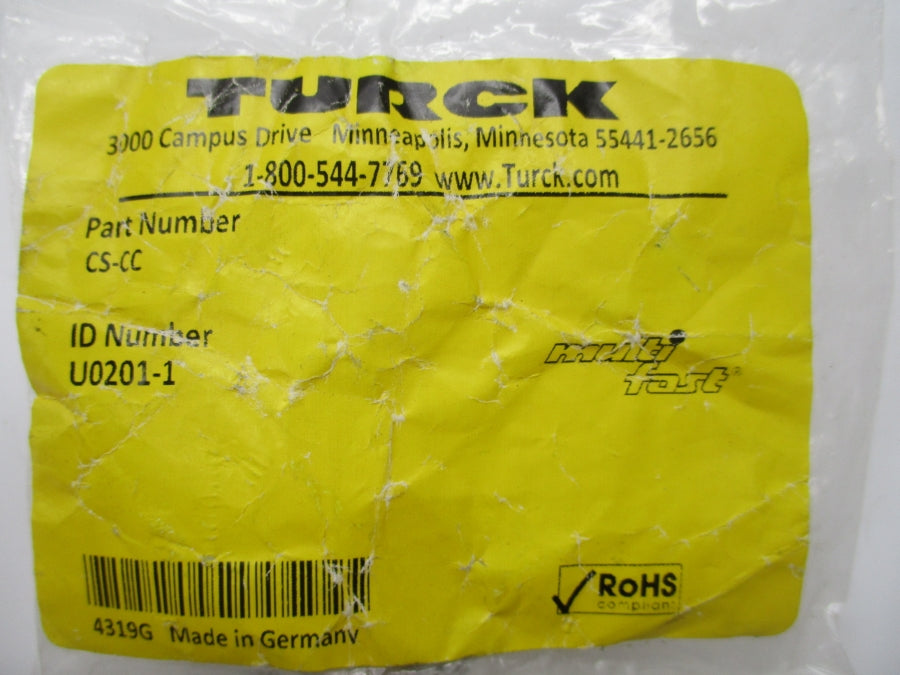 TURCK
3000 Campus Drive Minneapolis, Minnesota 55441-2656
1-800-544-7769 www.Turck.com
Part Number
CS-CC
ID Number
U0201-1
multi
fast®
RoHS
compliant
4319G Made in Germany